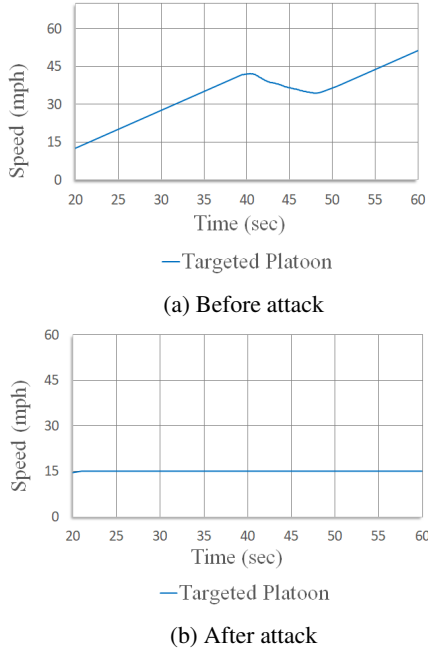 60
45
30
15
0
Speed (mph)
20 25 30 35 40 45 50 55 60
Time (sec)
Targeted Platoon
(a) Before attack
60
45
30
15
0
Speed (mph)
20 25 30 35 40 45 50 55 60
Time (sec)
Targeted Platoon
(b) After attack